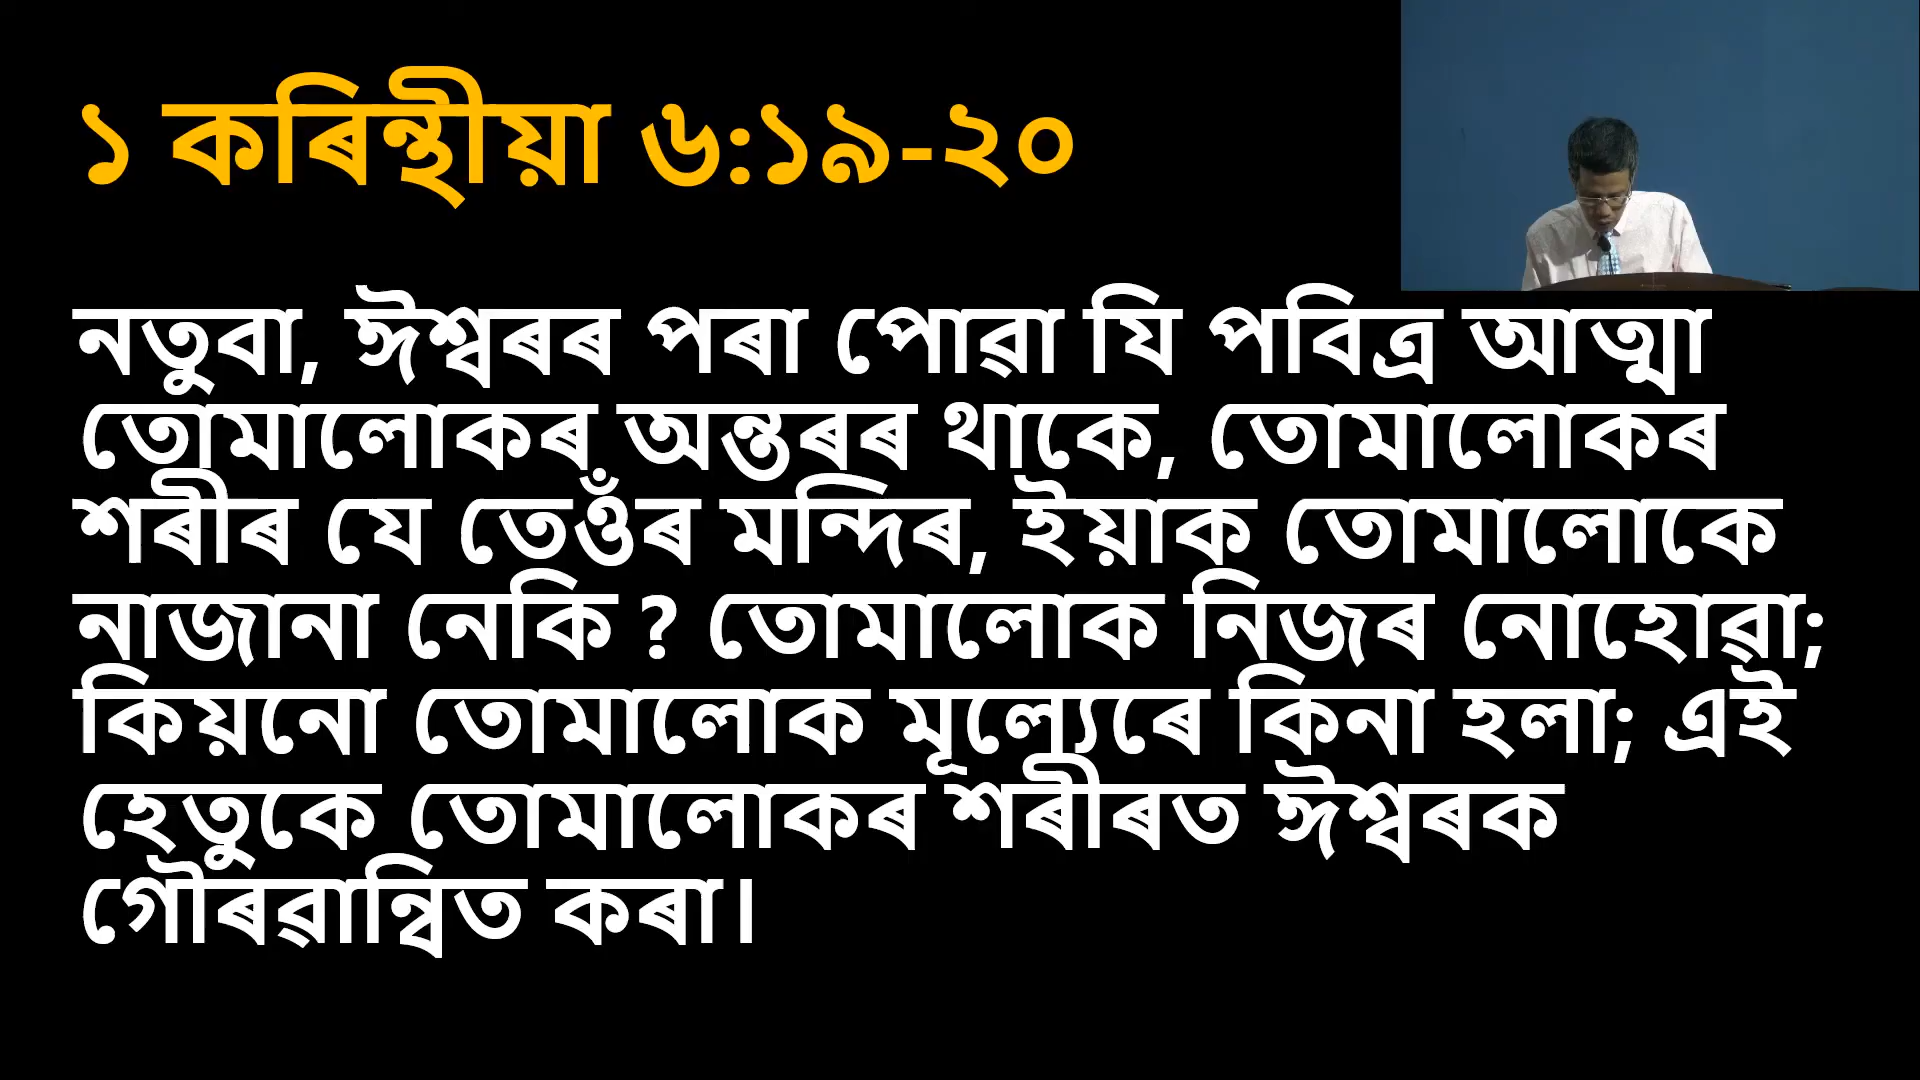 ১ কৰিন্থীয়া ৬:১৯-২০
নতুবা, ঈশ্বৰৰ পৰা পোৱা যি পবিত্ৰ আত্মা
তোমালোকৰ অন্তৰৰ থাকে, তোমালোকৰ
শৰীৰ যে তেওঁৰ মন্দিৰ, ইয়াক তোমালোকে
নাজানা নেকি ? তোমালোক নিজৰ নোহোৱা;
কিয়নো তোমালোক মূল্যেৰে কিনা হলা; এই
হেতুকে তোমালোকৰ শৰীৰত ঈশ্বৰক
গৌৰৱান্বিত কৰা।